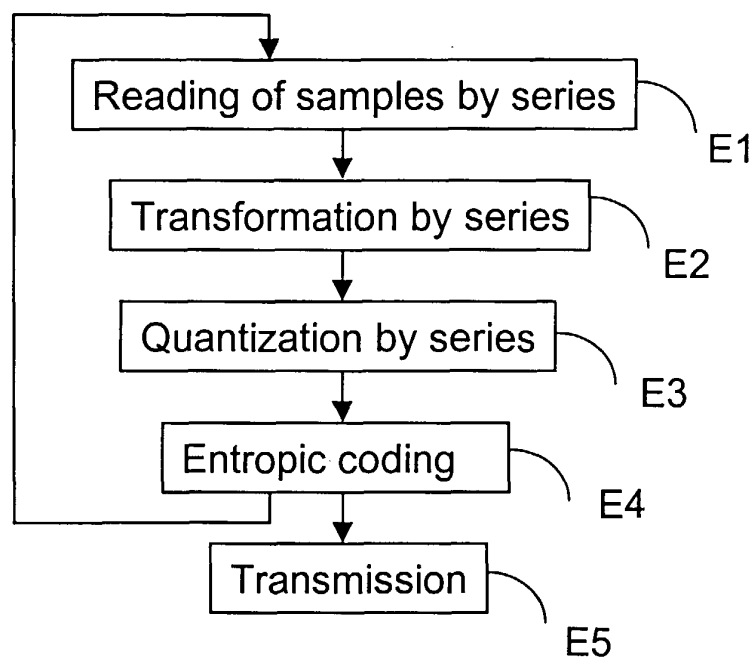 Reading of samples by series
E1
Transformation by series
E2
Quantization by series
E3
Entropic coding
E4
Transmission
E5